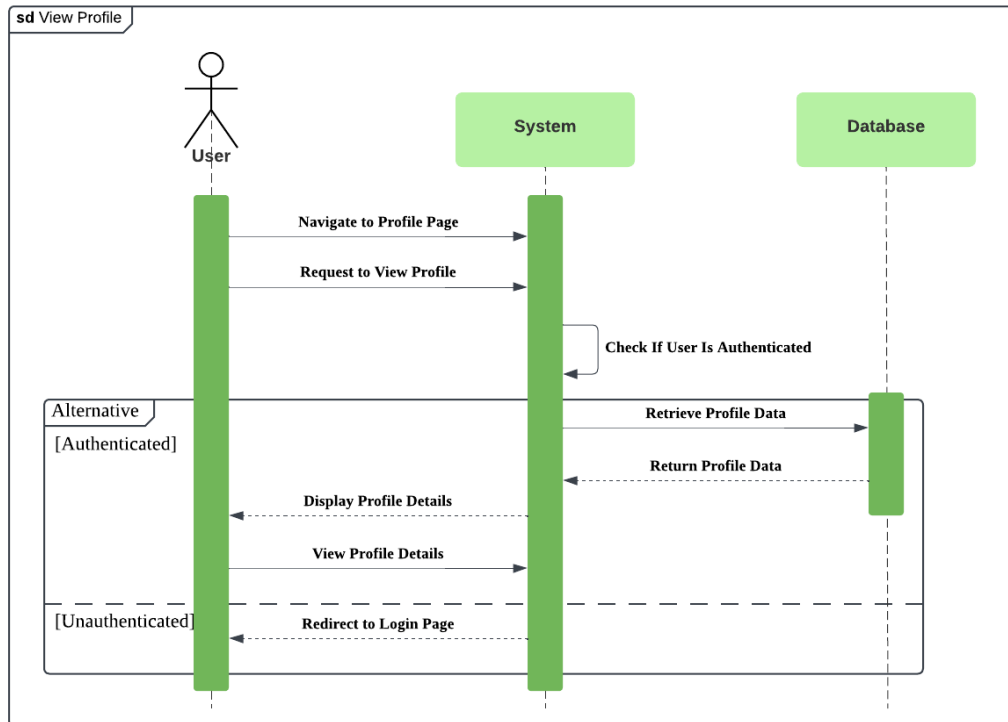 sd View Profile
User
System
Database
Navigate to Profile Page
Request to View Profile
Check If User Is Authenticated
Alternative
[Authenticated]
Retrieve Profile Data
Return Profile Data
Display Profile Details
View Profile Details
[Unauthenticated]
Redirect to Login Page